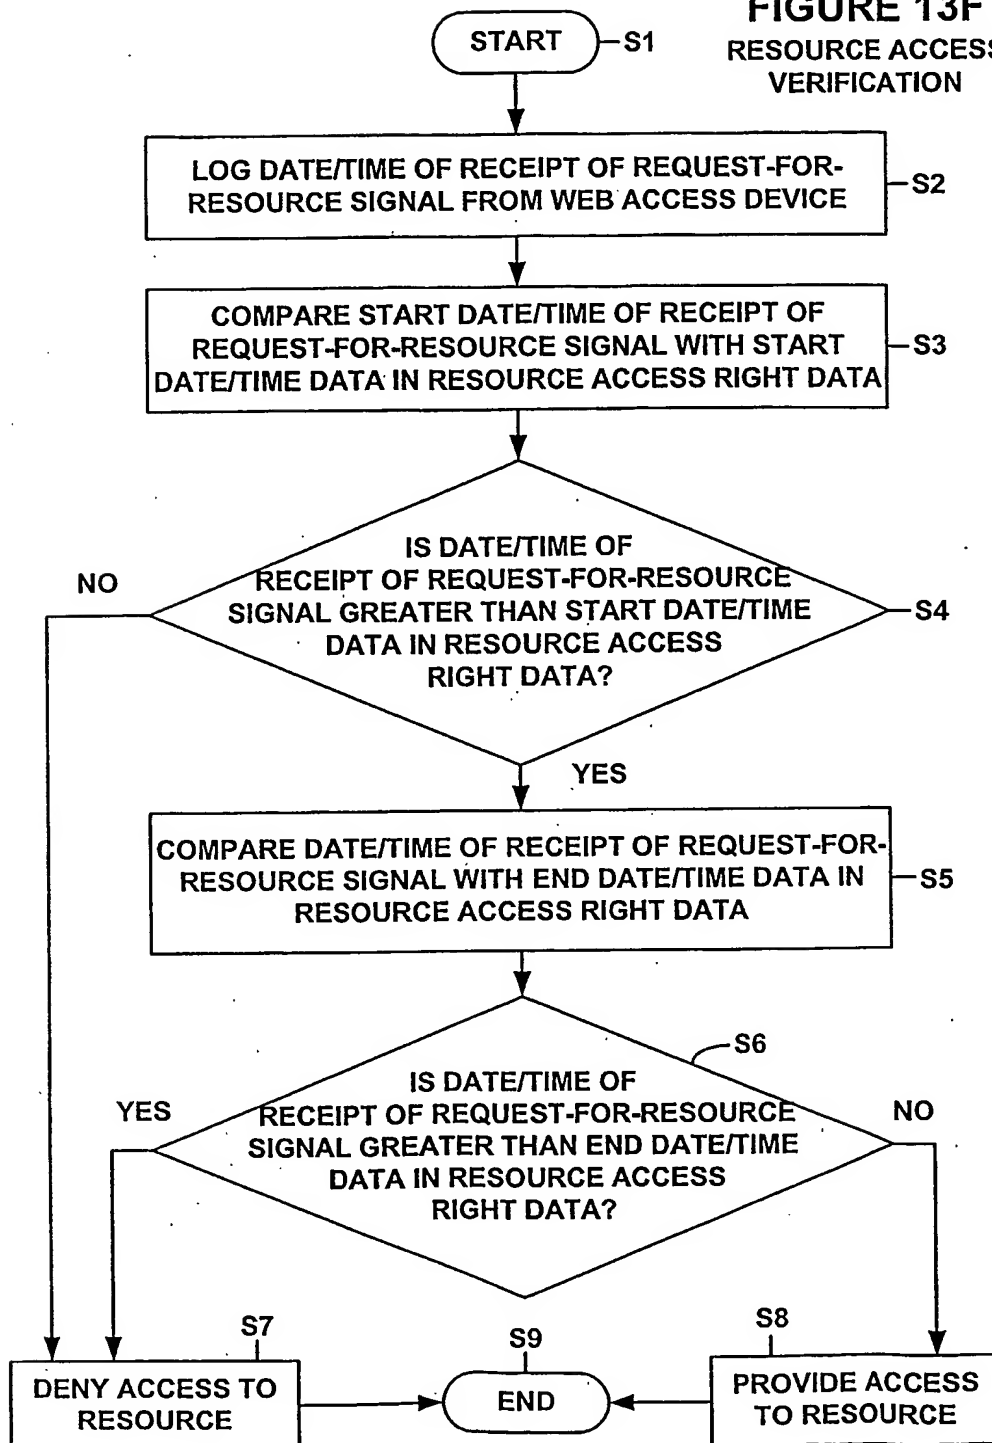 FIGURE 13F
RESOURCE ACCESS
VERIFICATION
START
S1
LOG DATE/TIME OF RECEIPT OF REQUEST-FOR-
RESOURCE SIGNAL FROM WEB ACCESS DEVICE
S2
COMPARE START DATE/TIME OF RECEIPT OF
REQUEST-FOR-RESOURCE SIGNAL WITH START
DATE/TIME DATA IN RESOURCE ACCESS RIGHT DATA
S3
IS DATE/TIME OF
RECEIPT OF REQUEST-FOR-RESOURCE
SIGNAL GREATER THAN START DATE/TIME
DATA IN RESOURCE ACCESS
RIGHT DATA?
NO
S4
YES
COMPARE DATE/TIME OF RECEIPT OF REQUEST-FOR-
RESOURCE SIGNAL WITH END DATE/TIME DATA IN
RESOURCE ACCESS RIGHT DATA
S5
S6
IS DATE/TIME OF
RECEIPT OF REQUEST-FOR-RESOURCE
SIGNAL GREATER THAN END DATE/TIME
DATA IN RESOURCE ACCESS
RIGHT DATA?
YES
NO
S7
DENY ACCESS TO
RESOURCE
S9
END
S8
PROVIDE ACCESS
TO RESOURCE